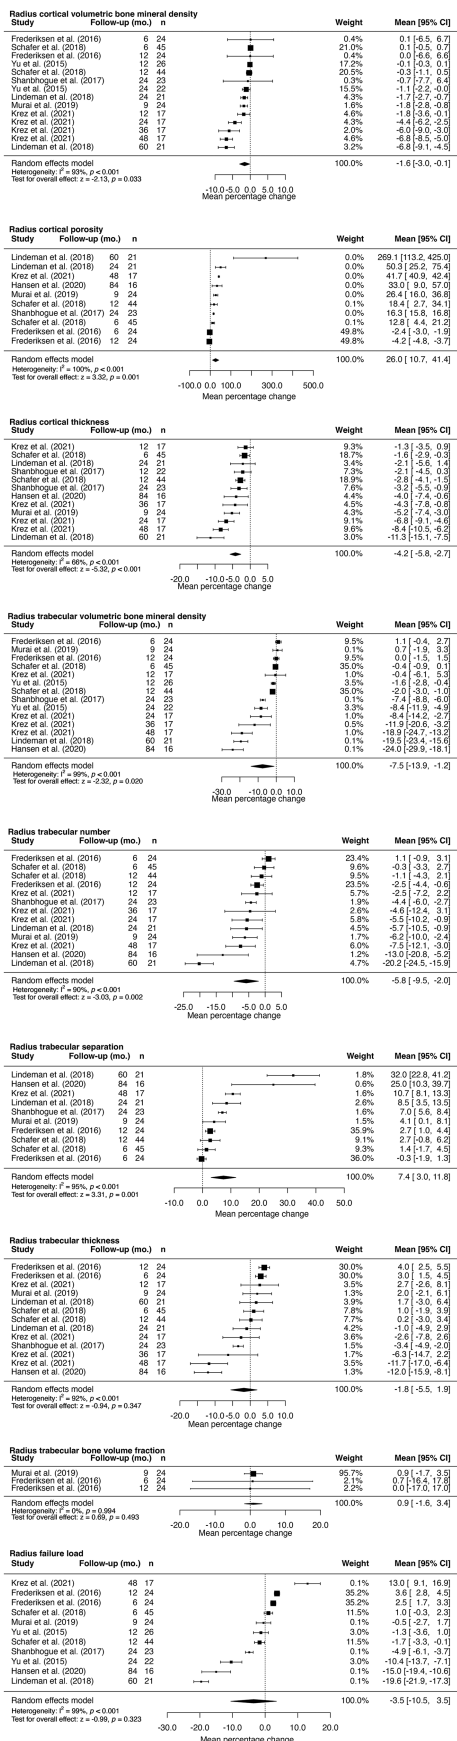 Radius cortical volumetric bone mineral density
Study Follow-up (mo.) n Weight Mean [95% CI]
Frederiksen et al. (2016) 6 24 0.4% 0.1 [-6.5, 6.7]
Schafer et al. (2018) 6 45 21.0% 0.1 [-0.5, 0.7]
Frederiksen et al. (2016) 12 24 0.4% 0.0 [-6.6, 6.6]
Yu et al. (2015) 12 26 17.2% -0.1 [-0.3, 0.1]
Schafer et al. (2018) 12 44 20.5% -0.3 [-1.1, 0.5]
Shanbhogue et al. (2017) 24 23 0.3% -0.7 [-7.7, 6.4]
Yu et al. (2015) 24 22 15.5% -1.1 [-2.2, -0.0]
Lindeman et al. (2018) 24 21 9.3% -1.7 [-2.7, -0.7]
Murai et al. (2019) 9 24 1.6% -1.8 [-2.8, -0.8]
Krez et al. (2021) 12 17 1.9% -1.8 [-3.6, -0.1]
Krez et al. (2021) 24 17 4.7% -4.4 [-6.2, -2.5]
Krez et al. (2021) 36 17 2.0% -6.0 [-9.0, -3.0]
Krez et al. (2021) 48 17 2.1% -6.8 [-8.5, -5.0]
Lindeman et al. (2018) 60 21 3.2% -6.8 [-9.1, -4.5]
Random effects model 100.0% -1.6 [-3.0, -0.1]
Heterogeneity: I² = 93%, p < 0.001
Test for overall effect: z = -2.13, p = 0.033
-10.0 -5.0 0.0 5.0 10.0
Mean percentage change
Radius cortical porosity
Study Follow-up (mo.) n Weight Mean [95% CI]
Lindeman et al. (2018) 60 21 0.0% 269.1 [113.2, 425.0]
Lindeman et al. (2018) 24 21 0.0% 50.3 [25.2, 75.4]
Krez et al. (2021) 48 17 0.0% 41.7 [40.9, 42.4]
Hansen et al. (2020) 84 16 0.0% 33.0 [ 9.0, 57.0]
Murai et al. (2019) 9 24 0.0% 26.4 [16.0, 36.8]
Schafer et al. (2018) 12 44 0.1% 18.4 [ 2.7, 34.1]
Shanbhogue et al. (2017) 24 23 0.0% 16.3 [15.8, 16.8]
Schafer et al. (2018) 6 45 0.1% 12.8 [ 4.4, 21.2]
Frederiksen et al. (2016) 6 24 49.8% -2.4 [-3.0, -1.9]
Frederiksen et al. (2016) 12 24 49.8% -4.2 [-4.8, -3.7]
Random effects model 100.0% 26.0 [ 10.7, 41.4]
Heterogeneity: I² = 100%, p < 0.001
Test for overall effect: z = 3.32, p = 0.001
-100.0 0.0 100.0 300.0 500.0
Mean percentage change
Radius cortical thickness
Study Follow-up (mo.) n Weight Mean [95% CI]
Krez et al. (2021) 12 17 9.3% -1.3 [-3.5, 0.9]
Schafer et al. (2018) 6 45 18.7% -1.6 [-2.9, -0.3]
Lindeman et al. (2018) 24 21 3.4% -2.1 [-5.6, 1.4]
Shanbhogue et al. (2017) 12 22 7.3% -2.1 [-4.5, 0.3]
Schafer et al. (2018) 12 44 18.9% -2.8 [-4.1, -1.5]
Shanbhogue et al. (2017) 24 23 7.6% -3.2 [-5.5, -0.9]
Hansen et al. (2020) 84 16 4.4% -4.0 [-7.4, -0.6]
Krez et al. (2021) 36 17 4.2% -4.3 [-7.8, -0.8]
Murai et al. (2019) 9 24 9.4% -5.2 [-7.4, -3.0]
Krez et al. (2021) 24 17 9.1% -6.8 [-9.1, -4.6]
Krez et al. (2021) 48 17 9.6% -8.4 [-10.5, -6.2]
Lindeman et al. (2018) 60 21 3.0% -11.3 [-15.1, -7.5]
Random effects model 100.0% -4.2 [-5.8, -2.7]
Heterogeneity: I² = 66%, p < 0.001
Test for overall effect: z = -5.32, p < 0.001
-20.0 -10.0 -5.0 0.0 5.0
Mean percentage change
Radius trabecular volumetric bone mineral density
Study Follow-up (mo.) n Weight Mean [95% CI]
Frederiksen et al. (2016) 6 24 9.5% 1.1 [ -0.4, 2.7]
Murai et al. (2019) 9 24 0.1% 0.7 [ -1.9, 3.3]
Frederiksen et al. (2016) 12 24 9.5% 0.0 [ -1.5, 1.5]
Schafer et al. (2018) 6 45 35.0% -0.4 [ -0.9, 0.1]
Krez et al. (2021) 12 17 1.0% -0.4 [ -6.1, 5.3]
Yu et al. (2015) 12 26 3.5% -1.6 [ -2.8, -0.4]
Schafer et al. (2018) 12 44 35.0% -2.0 [ -3.0, -1.0]
Shanbhogue et al. (2017) 24 23 0.1% -7.4 [ -8.8, -6.0]
Yu et al. (2015) 24 22 3.4% -8.4 [-11.9, -4.9]
Krez et al. (2021) 24 17 1.0% -8.4 [-14.2, -2.7]
Krez et al. (2021) 36 17 0.5% -11.9 [-20.6, -3.2]
Krez et al. (2021) 48 17 1.0% -18.9 [-24.7, -13.2]
Lindeman et al. (2018) 60 21 0.2% -19.5 [-23.4, -15.6]
Hansen et al. (2020) 84 16 0.1% -24.0 [-29.9, -18.1]
Random effects model 100.0% -7.5 [-13.9, -1.2]
Heterogeneity: I² = 99%, p < 0.001
Test for overall effect: z = -2.32, p = 0.020
-30.0 -10.0 0.0 5.0 10.0
Mean percentage change
Radius trabecular number
Study Follow-up (mo.) n Weight Mean [95% CI]
Frederiksen et al. (2016) 6 24 23.4% 1.1 [ -0.9, 3.1]
Schafer et al. (2018) 6 45 9.6% -0.3 [ -3.3, 2.7]
Schafer et al. (2018) 12 44 9.5% -1.1 [ -4.3, 2.1]
Frederiksen et al. (2016) 12 24 23.5% -2.5 [ -4.4, -0.6]
Krez et al. (2021) 12 17 5.7% -2.5 [ -7.2, 2.2]
Shanbhogue et al. (2017) 24 23 1.9% -4.4 [ -6.0, -2.7]
Krez et al. (2021) 36 17 2.6% -4.6 [-12.4, 3.1]
Krez et al. (2021) 24 17 5.8% -5.5 [-10.2, -0.9]
Lindeman et al. (2018) 24 21 4.4% -5.7 [-10.5, -0.9]
Murai et al. (2019) 9 24 1.7% -6.2 [-10.0, -2.4]
Krez et al. (2021) 48 17 6.0% -7.5 [-12.1, -3.0]
Hansen et al. (2020) 84 16 1.2% -13.0 [-20.8, -5.2]
Lindeman et al. (2018) 60 21 4.7% -20.2 [-24.5, -15.9]
Random effects model 100.0% -5.8 [ -9.5, -2.0]
Heterogeneity: I² = 90%, p < 0.001
Test for overall effect: z = -3.03, p = 0.002
-25.0 -15.0 -5.0 0.0 5.0
Mean percentage change
Radius trabecular separation
Study Follow-up (mo.) n Weight Mean [95% CI]
Lindeman et al. (2018) 60 21 1.8% 32.0 [22.8, 41.2]
Hansen et al. (2020) 84 16 0.6% 25.0 [10.3, 39.7]
Krez et al. (2021) 48 17 1.6% 10.7 [ 8.1, 13.3]
Lindeman et al. (2018) 24 21 2.6% 8.5 [ 3.5, 13.5]
Shanbhogue et al. (2017) 24 23 1.6% 7.0 [ 5.6, 8.4]
Murai et al. (2019) 9 24 1.5% 4.1 [ 0.1, 8.1]
Frederiksen et al. (2016) 12 24 35.9% 2.7 [ 1.0, 4.4]
Schafer et al. (2018) 12 44 9.1% 2.7 [-0.8, 6.2]
Schafer et al. (2018) 6 45 9.3% 1.4 [-1.7, 4.5]
Frederiksen et al. (2016) 6 24 36.0% -0.3 [-1.9, 1.3]
Random effects model 100.0% 7.4 [ 3.0, 11.8]
Heterogeneity: I² = 95%, p < 0.001
Test for overall effect: z = 3.31, p = 0.001
-10.0 0.0 10.0 20.0 30.0 40.0 50.0
Mean percentage change
Radius trabecular thickness
Study Follow-up (mo.) n Weight Mean [95% CI]
Frederiksen et al. (2016) 12 24 30.0% 4.0 [ 2.5, 5.5]
Frederiksen et al. (2016) 6 24 30.0% 3.0 [ 1.5, 4.5]
Krez et al. (2021) 12 17 3.5% 2.7 [ -2.6, 8.1]
Murai et al. (2019) 9 24 1.3% 2.0 [ -2.1, 6.1]
Lindeman et al. (2018) 60 21 3.9% 1.7 [ -3.0, 6.4]
Schafer et al. (2018) 6 45 7.8% 1.0 [ -1.9, 3.9]
Schafer et al. (2018) 12 44 7.7% 0.2 [ -3.0, 3.4]
Lindeman et al. (2018) 24 21 4.2% -1.0 [ -4.9, 2.9]
Krez et al. (2021) 24 17 3.5% -2.6 [ -7.8, 2.6]
Shanbhogue et al. (2017) 24 23 1.6% -3.4 [ -4.9, -2.0]
Krez et al. (2021) 36 17 1.7% -6.3 [-14.7, 2.2]
Krez et al. (2021) 48 17 3.5% -11.7 [-17.0, -6.4]
Hansen et al. (2020) 84 16 1.3% -12.0 [-15.9, -8.1]
Random effects model 100.0% -1.8 [ -5.5, 1.9]
Heterogeneity: I² = 92%, p < 0.001
Test for overall effect: z = -0.94, p = 0.347
-20.0 -10.0 -5.0 0.0 5.0 10.0
Mean percentage change
Radius trabecular bone volume fraction
Study Follow-up (mo.) n Weight Mean [95% CI]
Murai et al. (2019) 9 24 95.7% 0.9 [ -1.7, 3.5]
Frederiksen et al. (2016) 6 24 2.1% 0.7 [-16.4, 17.8]
Frederiksen et al. (2016) 12 24 2.2% 0.0 [-17.0, 17.0]
Random effects model 100.0% 0.9 [ -1.6, 3.4]
Heterogeneity: I² = 0%, p = 0.994
Test for overall effect: z = 0.69, p = 0.493
-20.0 -10.0 0.0 10.0 20.0
Mean percentage change
Radius failure load
Study Follow-up (mo.) n Weight Mean [95% CI]
Krez et al. (2021) 48 17 0.1% 13.0 [ 9.1, 16.9]
Frederiksen et al. (2016) 12 24 35.2% 3.6 [ 2.8, 4.5]
Frederiksen et al. (2016) 6 24 35.2% 2.5 [ 1.7, 3.3]
Schafer et al. (2018) 6 45 11.5% 1.0 [ -0.3, 2.3]
Murai et al. (2019) 9 24 0.1% -0.5 [ -2.7, 1.7]
Yu et al. (2015) 12 26 3.0% -1.3 [ -3.6, 1.0]
Schafer et al. (2018) 12 44 11.5% -1.7 [ -3.3, -0.1]
Shanbhogue et al. (2017) 24 23 0.1% -4.9 [ -6.1, -3.7]
Yu et al. (2015) 24 22 3.0% -10.4 [-13.7, -7.1]
Hansen et al. (2020) 84 16 0.1% -15.0 [-19.4, -10.6]
Lindeman et al. (2018) 60 21 0.1% -19.6 [-21.9, -17.3]
Random effects model 100.0% -3.5 [-10.5, 3.5]
Heterogeneity: I² = 99%, p < 0.001
Test for overall effect: z = -0.99, p = 0.323
-30.0 -20.0 -10.0 0.0 10.0 20.0
Mean percentage change